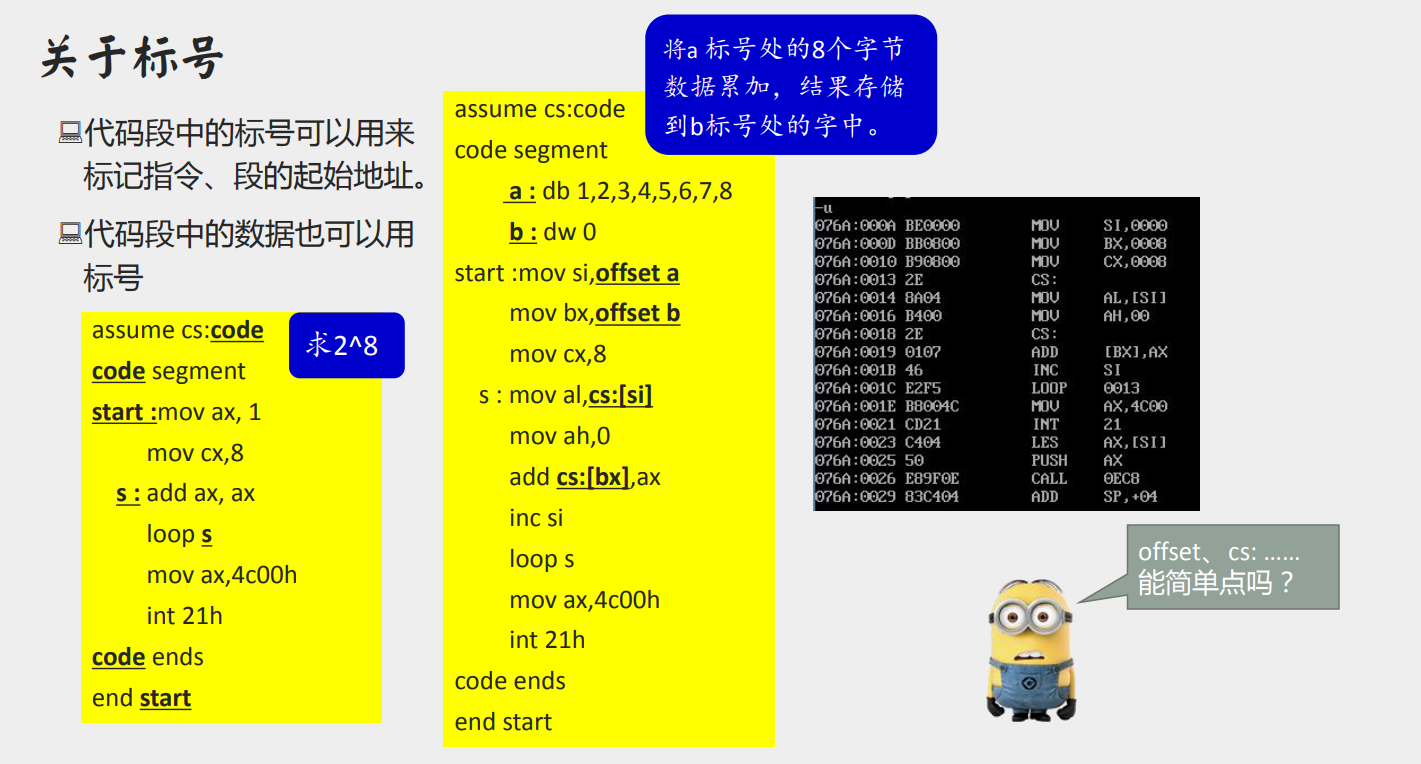 关于标号
代码段中的标号可以用来
标记指令、段的起始地址。
代码段中的数据也可以用
标号
assume cs:code
code segment
start :mov ax, 1
mov cx,8
s : add ax, ax
loop s
mov ax,4c00h
int 21h
code ends
end start
求2^8
assume cs:code
code segment
a : db 1,2,3,4,5,6,7,8
b : dw 0
start :mov si,offset a
mov bx,offset b
mov cx,8
s : mov al,cs:[si]
mov ah,0
add cs:[bx],ax
inc si
loop s
mov ax,4c00h
int 21h
code ends
end start
将a 标号处的8个字节
数据累加，结果存储
到b标号处的字中。
-u
076A:000A BE0000 MOV SI,0000
076A:000D BB0800 MOV BX,0008
076A:0010 B90800 MOV CX,0008
076A:0013 2E CS:
076A:0014 8A04 MOV AL,[SI]
076A:0016 B400 MOV AH,00
076A:0018 2E CS:
076A:0019 0107 ADD [BX],AX
076A:001B 46 INC SI
076A:001C E2F5 LOOP 0013
076A:001E B8004C MOV AX,4C00
076A:0021 CD21 INT 21
076A:0023 C404 LES AX,[SI]
076A:0025 50 PUSH AX
076A:0026 E89F0E CALL 0EC8
076A:0029 83C404 ADD SP,+04
offset、cs: ......
能简单点吗？